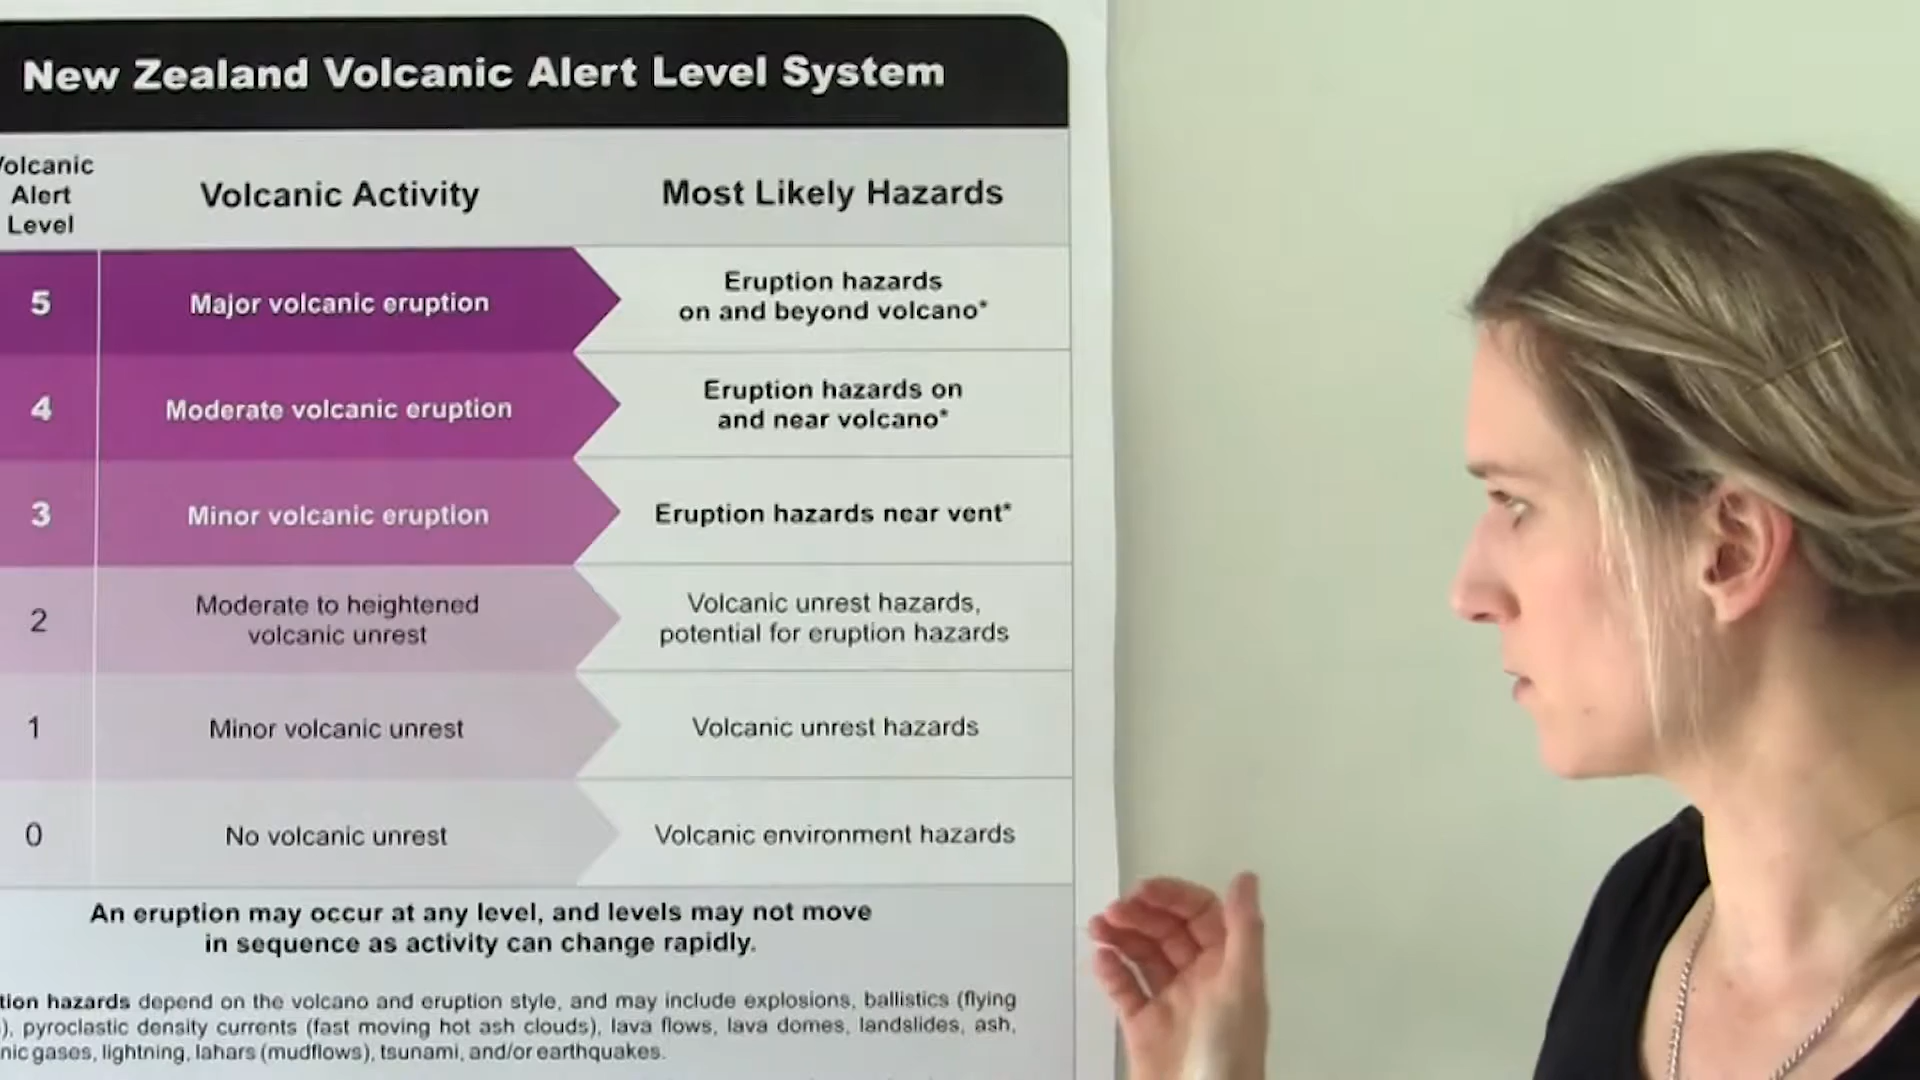 New Zealand Volcanic Alert Level System
Volcanic
Alert
Level
Volcanic Activity
Most Likely Hazards
5
Major volcanic eruption
Eruption hazards
on and beyond volcano*
4
Moderate volcanic eruption
Eruption hazards on
and near volcano*
3
Minor volcanic eruption
Eruption hazards near vent*
2
Moderate to heightened
volcanic unrest
Volcanic unrest hazards,
potential for eruption hazards
1
Minor volcanic unrest
Volcanic unrest hazards
0
No volcanic unrest
Volcanic environment hazards
An eruption may occur at any level, and levels may not move
in sequence as activity can change rapidly.
hazards depend on the volcano and eruption style, and may include explosions, ballistics (flying
pyroclastic density currents (fast moving hot ash clouds), lava flows, lava domes, landslides, ash,
gases, lightning, lahars (mudflows), tsunami, and/or earthquakes.